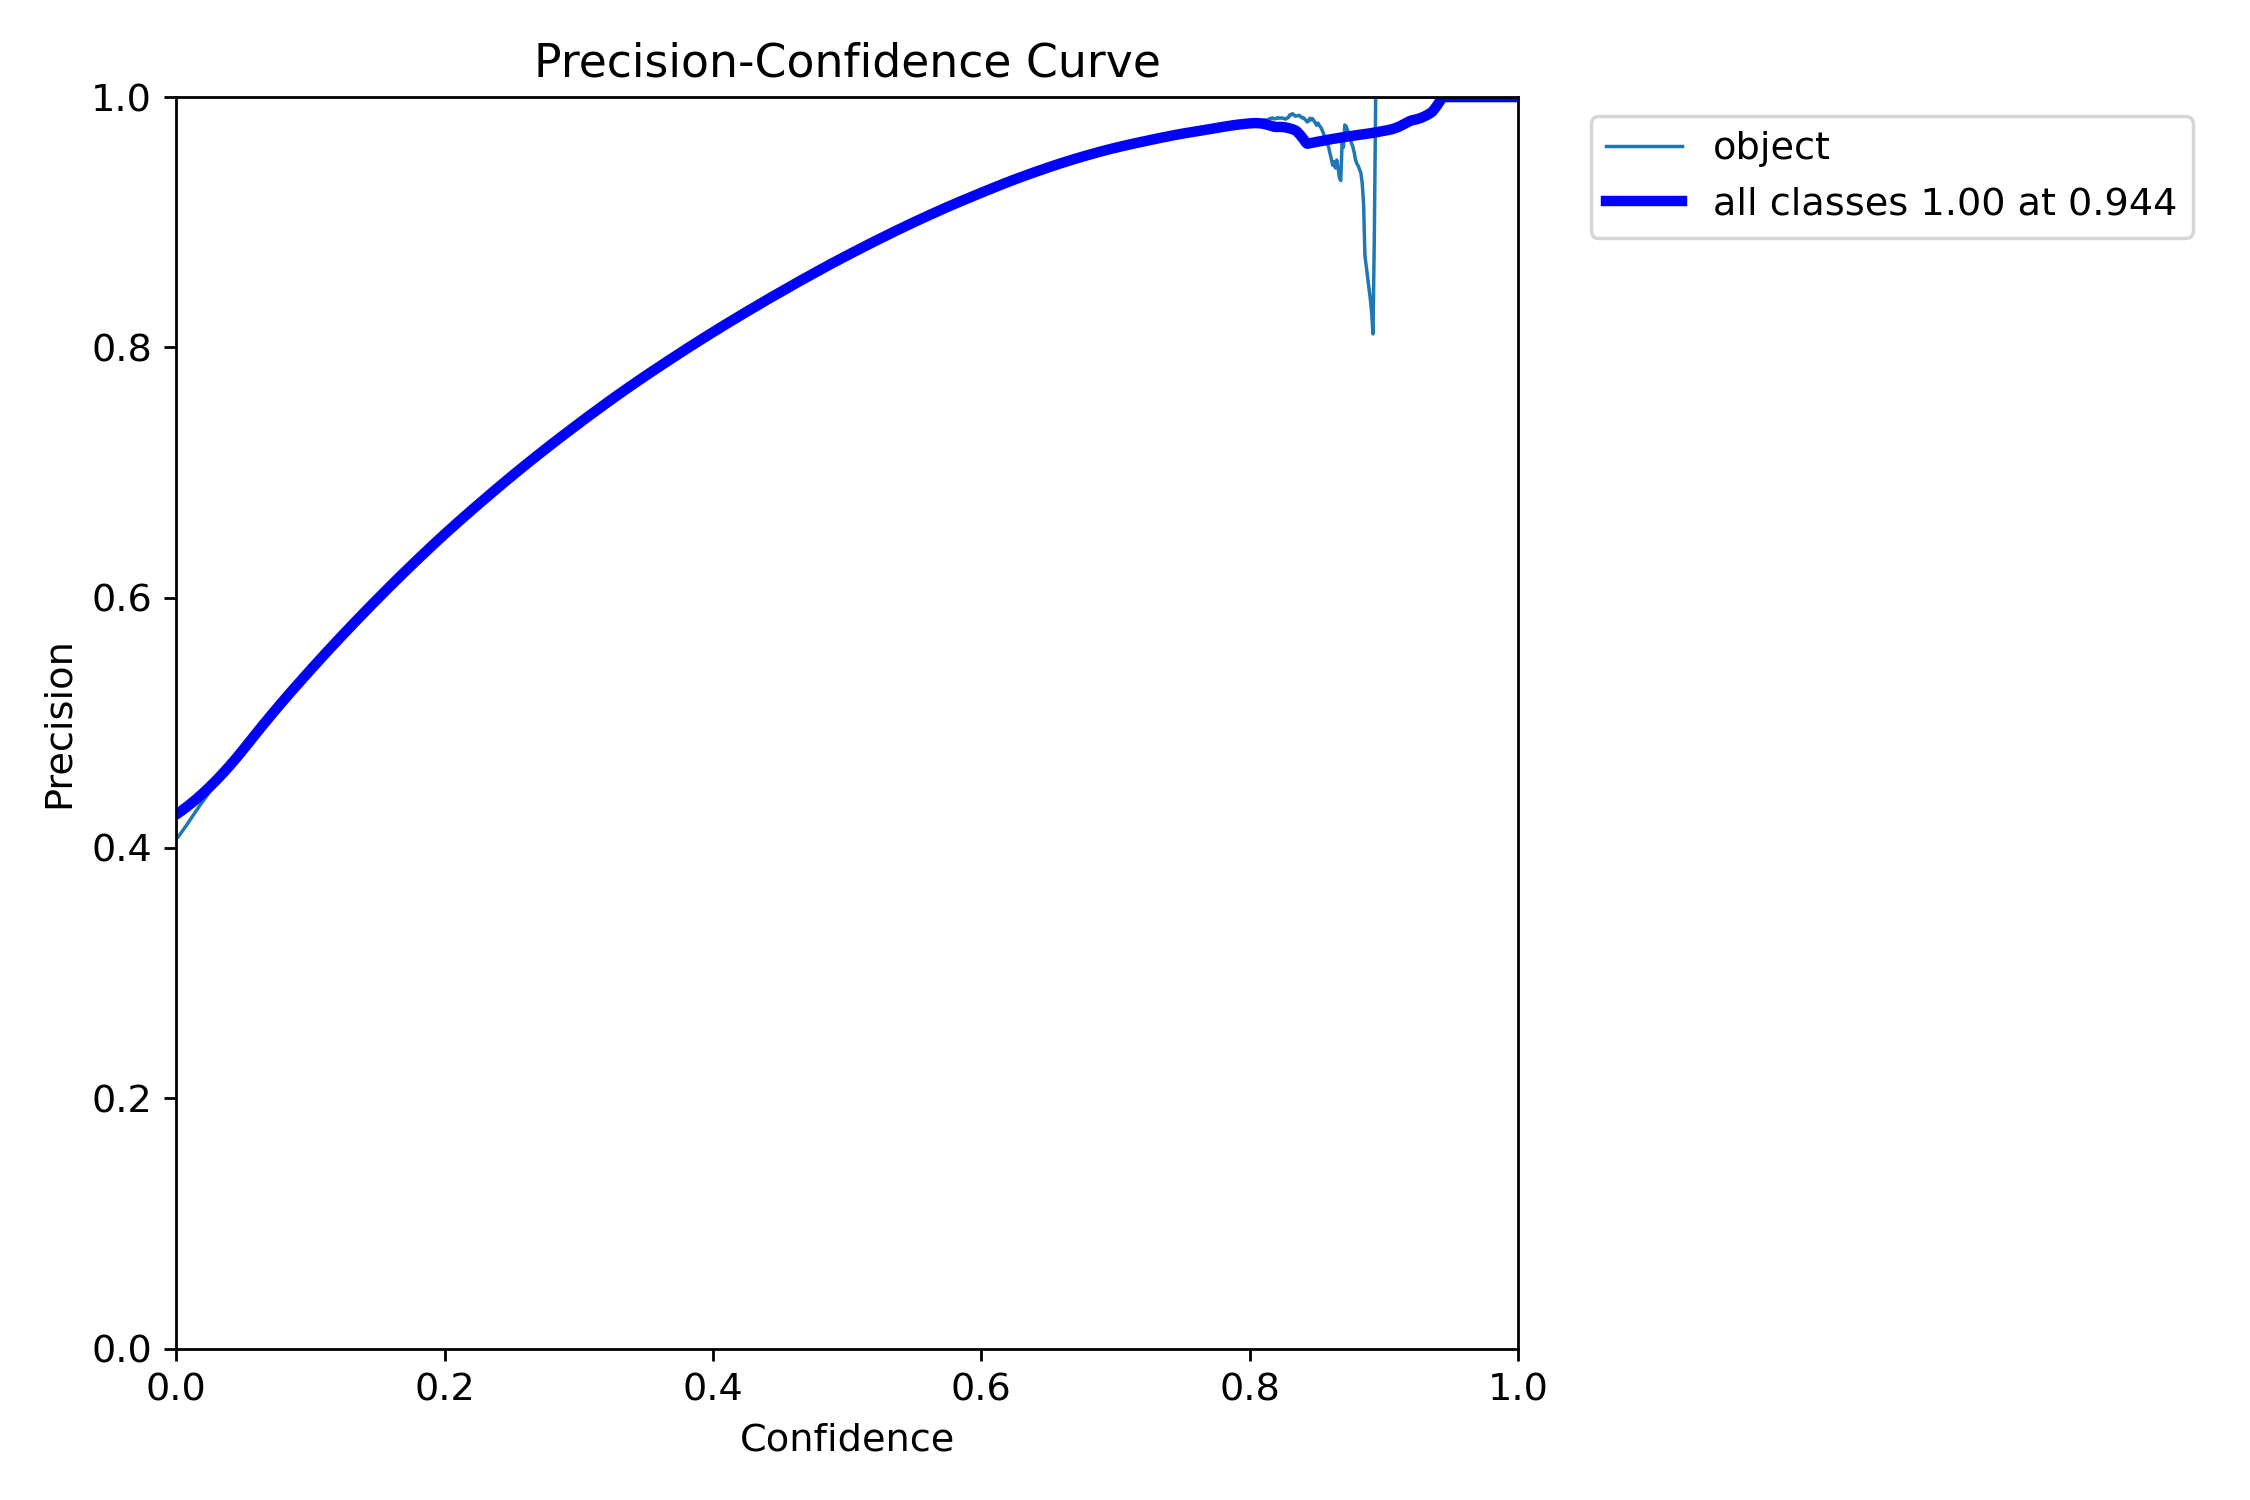 Precision-Confidence Curve
1.0
0.8
0.6
0.4
0.2
0.0
Precision
0.0 0.2 0.4 0.6 0.8 1.0
Confidence
object
all classes 1.00 at 0.944